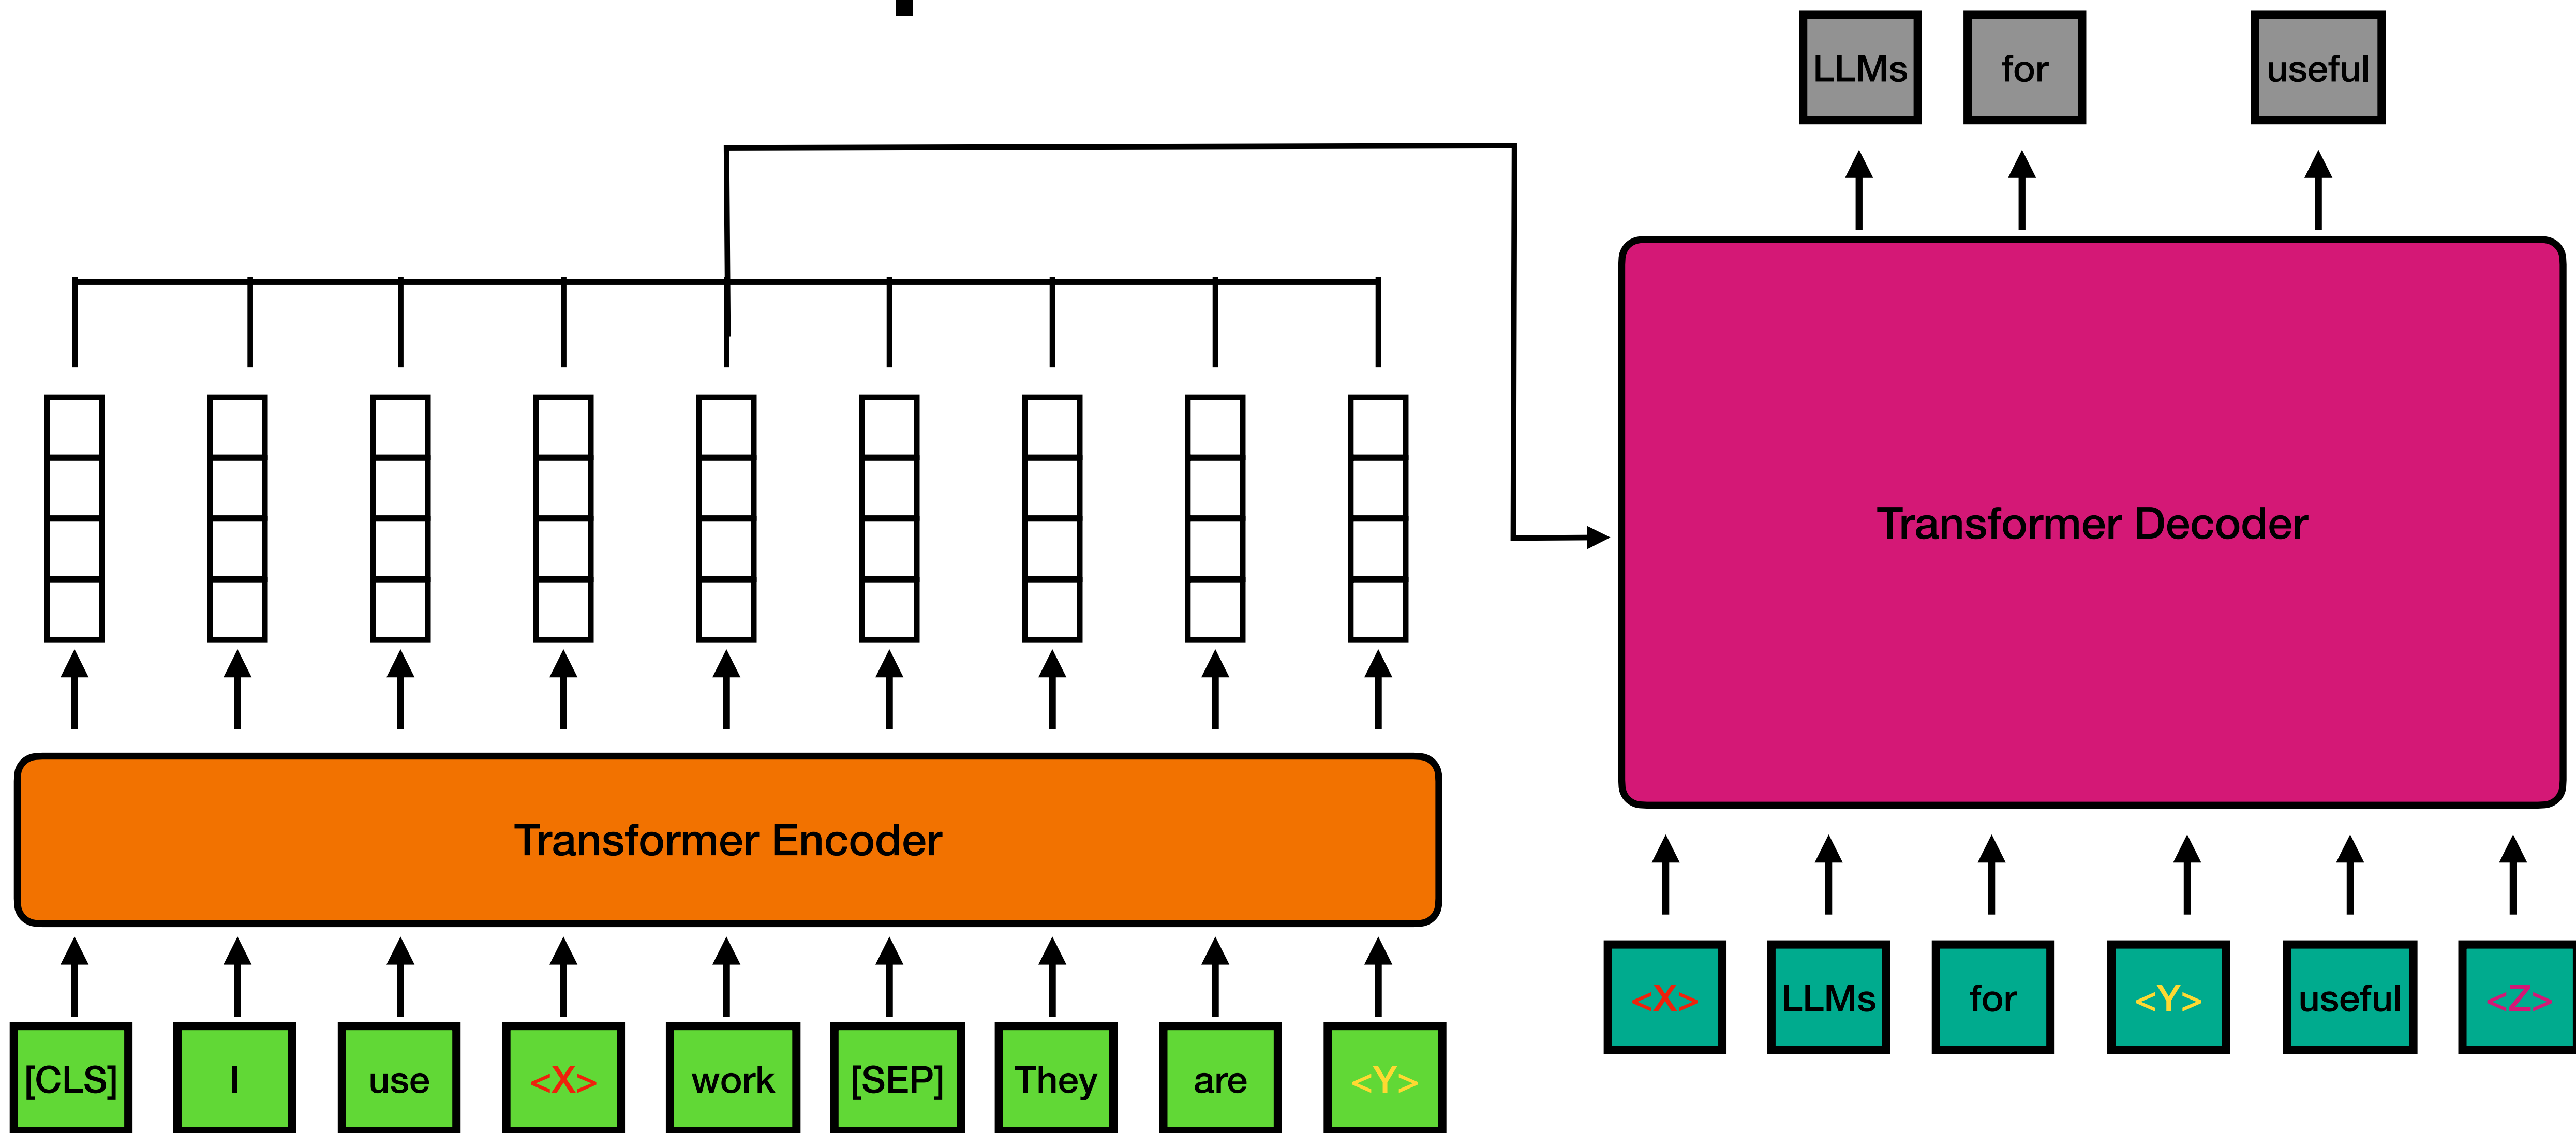 LLMs for useful
Transformer Decoder
Transformer Encoder
<X> LLMs for <Y> useful <Z>
[CLS] I use <X> work [SEP] They are <Y>